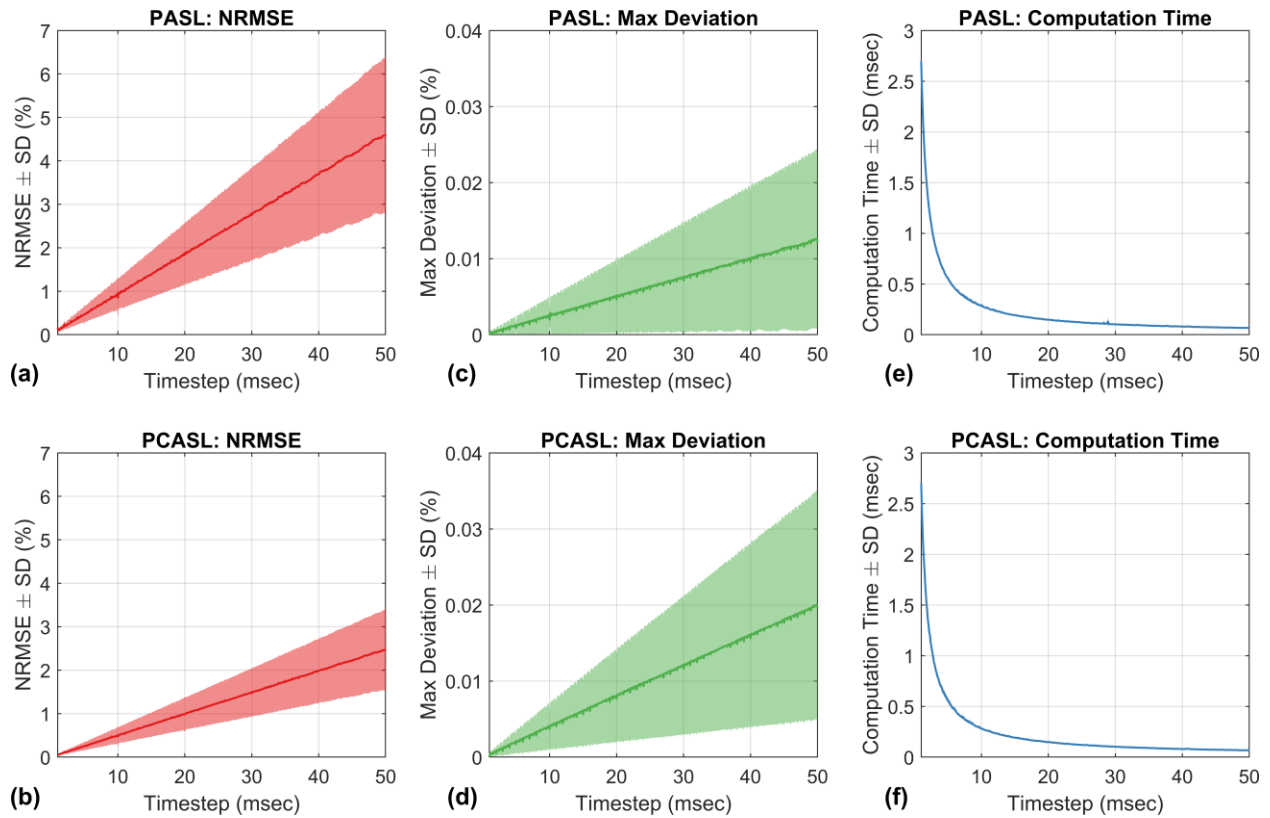 PASL: NRMSE
7
6
5
4
3
2
1
0
NRMSE ± SD (%)
10 20 30 40 50
Timestep (msec)
(a)
PASL: Max Deviation
0.04
0.03
0.02
0.01
0
Max Deviation ± SD (%)
10 20 30 40 50
Timestep (msec)
(c)
PASL: Computation Time
3
2.5
2
1.5
1
0.5
0
Computation Time ± SD (msec)
10 20 30 40 50
Timestep (msec)
(e)
PCASL: NRMSE
7
6
5
4
3
2
1
0
NRMSE ± SD (%)
10 20 30 40 50
Timestep (msec)
(b)
PCASL: Max Deviation
0.04
0.03
0.02
0.01
0
Max Deviation ± SD (%)
10 20 30 40 50
Timestep (msec)
(d)
PCASL: Computation Time
3
2.5
2
1.5
1
0.5
0
Computation Time ± SD (msec)
10 20 30 40 50
Timestep (msec)
(f)